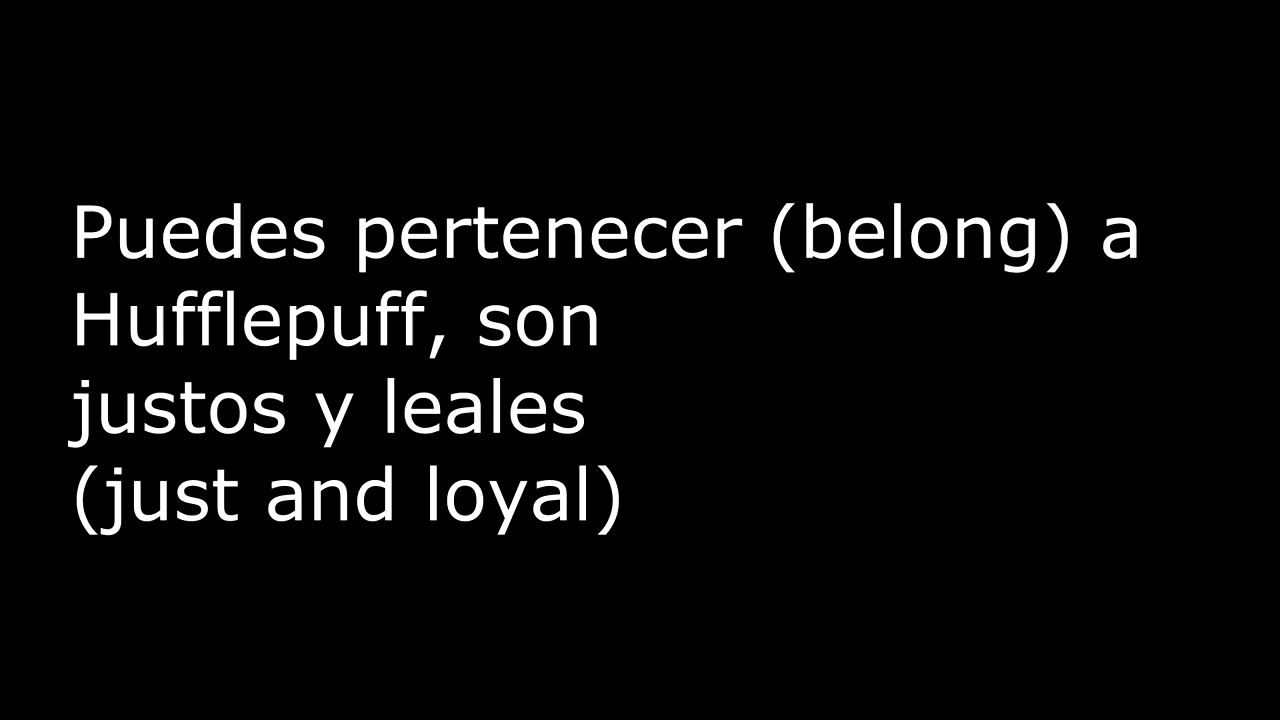 Puedes pertenecer (belong) a
Hufflepuff, son
justos y leales
(just and loyal)